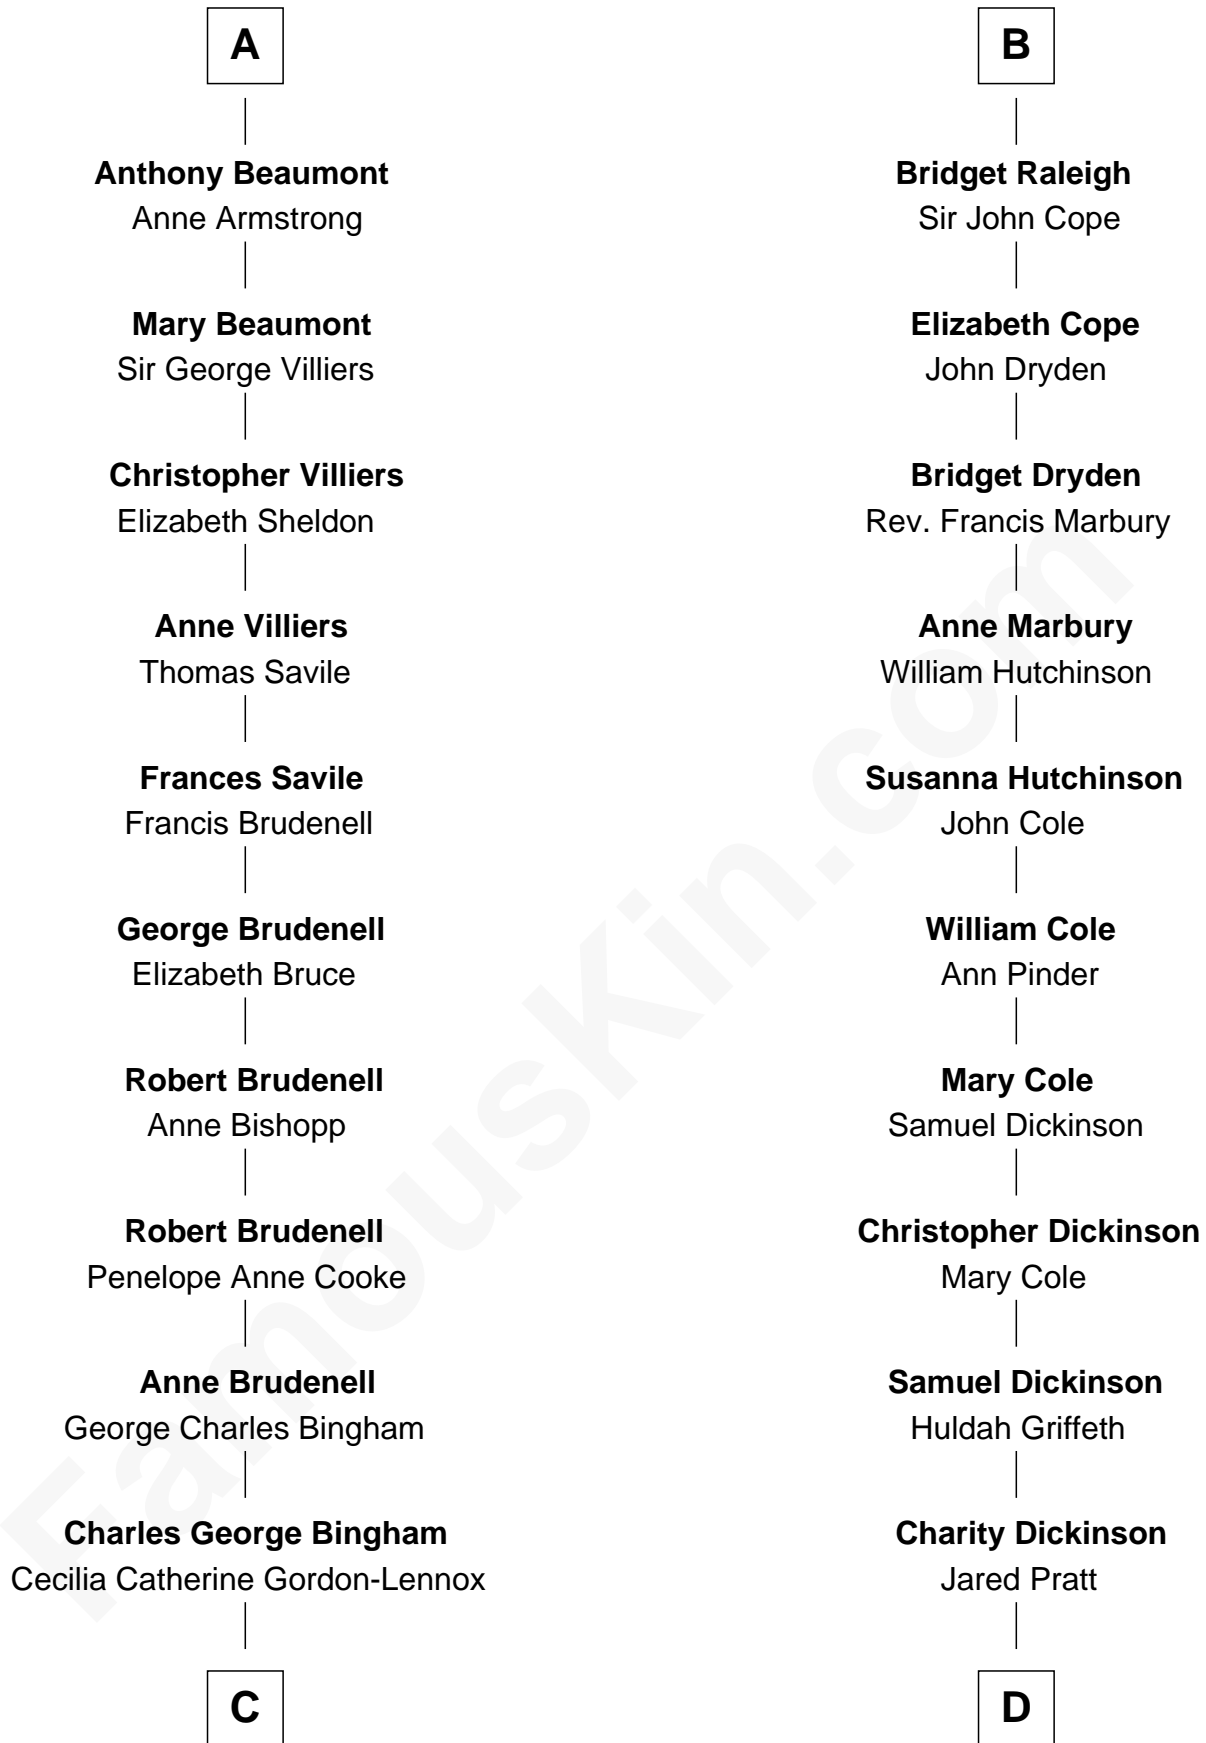 A
Anthony Beaumont
Anne Armstrong
Mary Beaumont
Sir George Villiers
Christopher Villiers
Elizabeth Sheldon
Anne Villiers
Thomas Savile
Frances Savile
Francis Brudenell
George Brudenell
Elizabeth Bruce
Robert Brudenell
Anne Bishopp
Robert Brudenell
Penelope Anne Cooke
Anne Brudenell
George Charles Bingham
Charles George Bingham
Cecilia Catherine Gordon-Lennox
C
B
Bridget Raleigh
Sir John Cope
Elizabeth Cope
John Dryden
Bridget Dryden
Rev. Francis Marbury
Anne Marbury
William Hutchinson
Susanna Hutchinson
John Cole
William Cole
Ann Pinder
Mary Cole
Samuel Dickinson
Christopher Dickinson
Mary Cole
Samuel Dickinson
Huldah Griffeth
Charity Dickinson
Jared Pratt
D
FamousKin.com